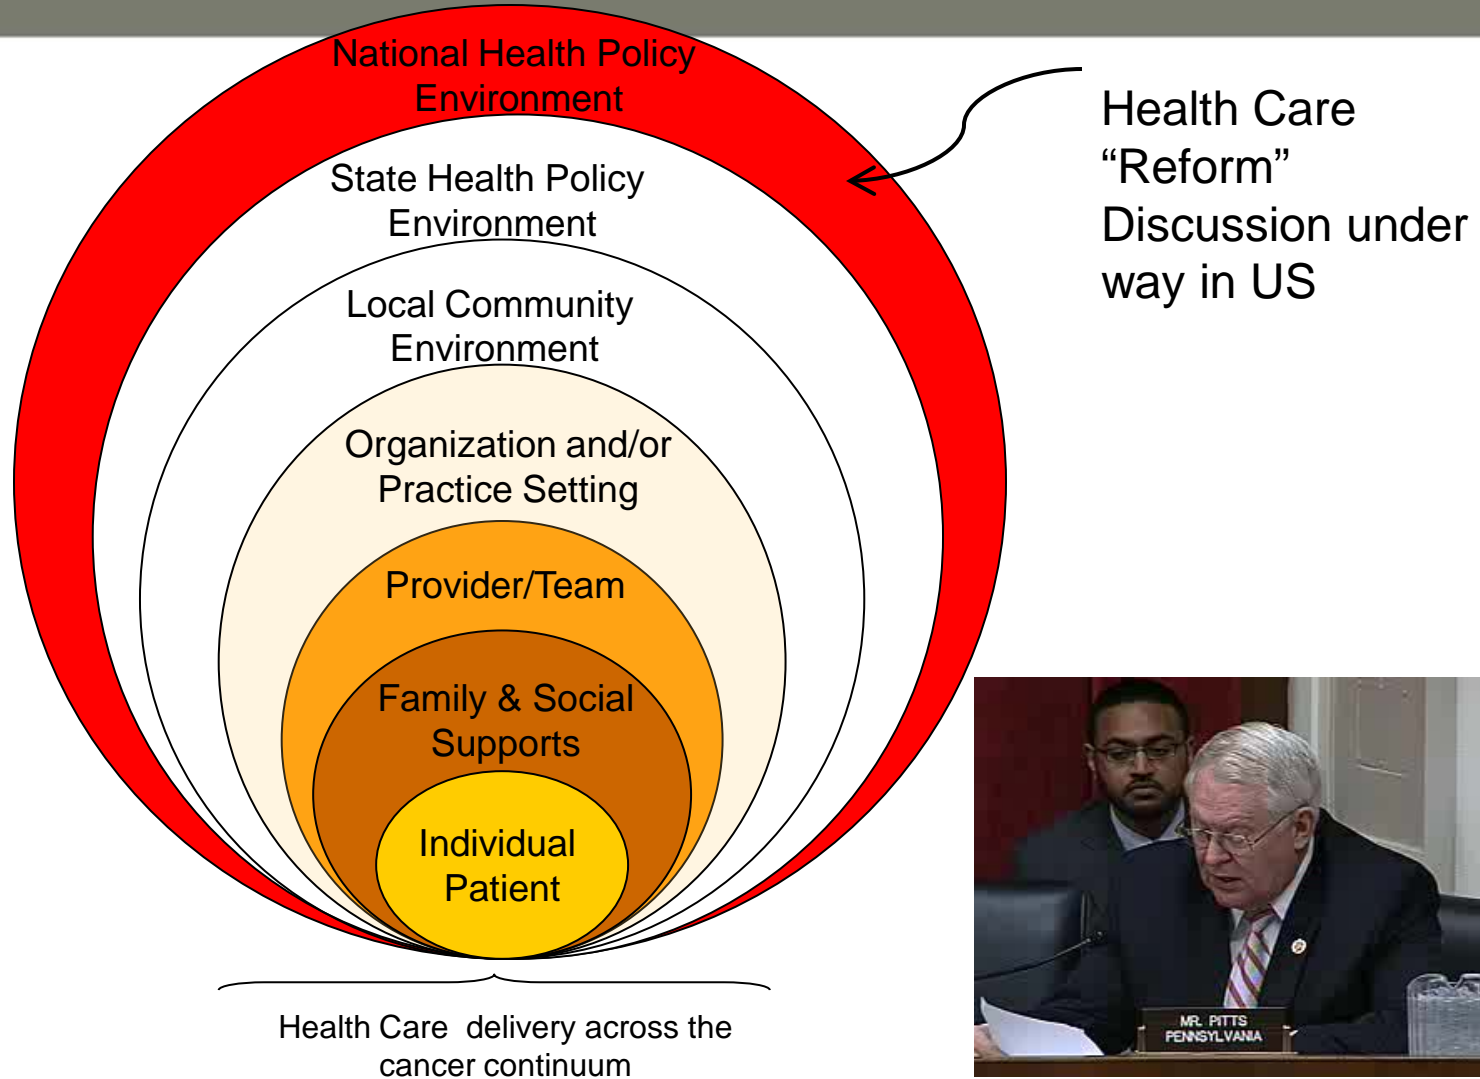 National Health Policy
Environment
State Health Policy
Environment
Local Community
Environment
Organization and/or
Practice Setting
Provider/Team
Family & Social
Supports
Individual
Patient
Health Care delivery across the
cancer continuum
Health Care
“Reform”
Discussion under
way in US
MR. PITTS
PENNSYLVANIA